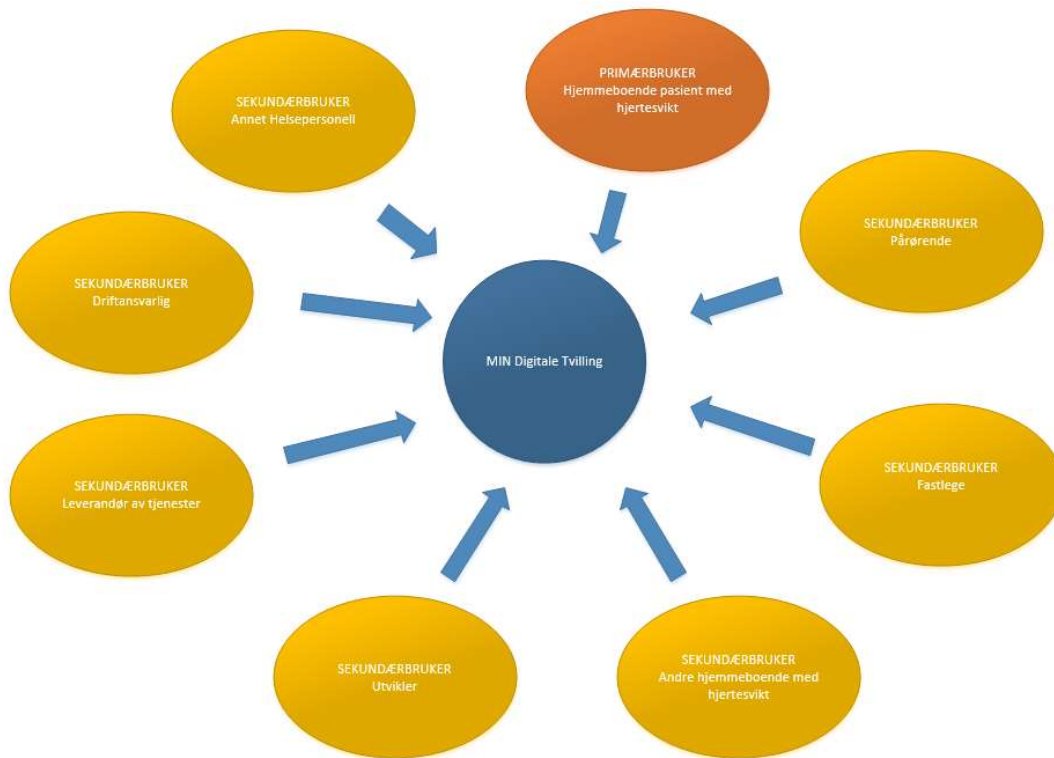 PRIMÆRBRUKER
Hjemmeboende pasient med
hjertesvikt
SEKUNDÆRBRUKER
Annet Helsepersonell
SEKUNDÆRBRUKER
Pårørende
SEKUNDÆRBRUKER
Driftansvarlig
MIN Digitale Tvilling
SEKUNDÆRBRUKER
Fastlege
SEKUNDÆRBRUKER
Leverandør av tjenester
SEKUNDÆRBRUKER
Utvikler
SEKUNDÆRBRUKER
Andre hjemmeboende med
hjertesvikt